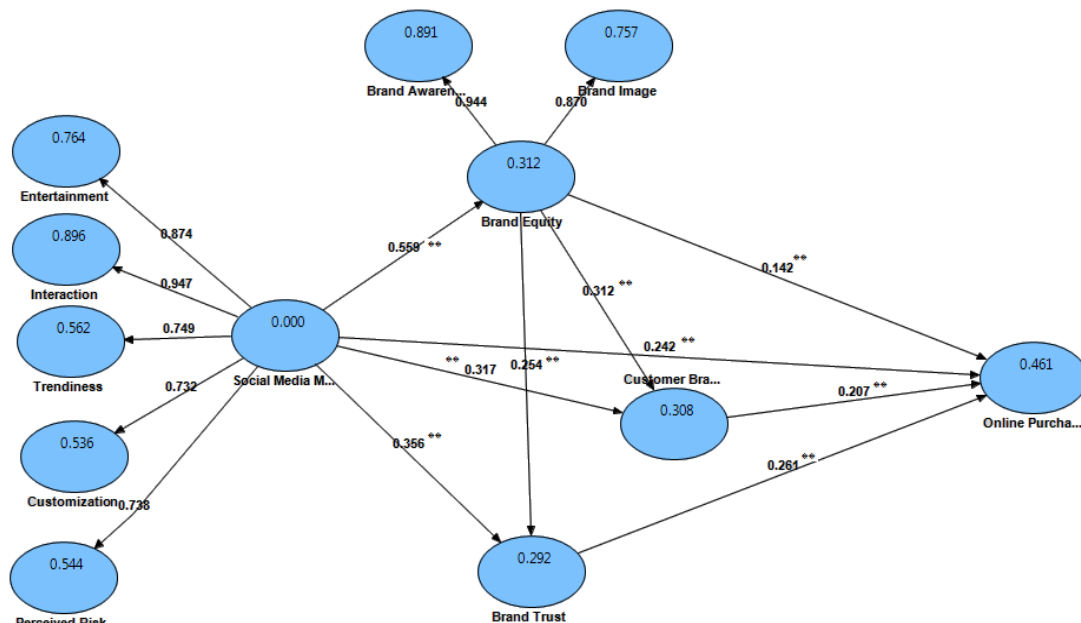 0.891
0.757
Brand Awaren...
Brand Image
0.944
0.870
0.764
Entertainment
0.312
Brand Equity
0.874
0.559 **
0.896
Interaction
0.947
0.142 **
0.312 **
0.562
Trendiness
0.749
0.000
Social Media M...
0.242 **
** 0.317
0.254 **
Customer Bra...
0.308
0.461
Online Purcha...
0.732
0.207 **
0.536
Customization
0.356 **
0.261 **
0.738
0.544
Perceived Risk
0.292
Brand Trust